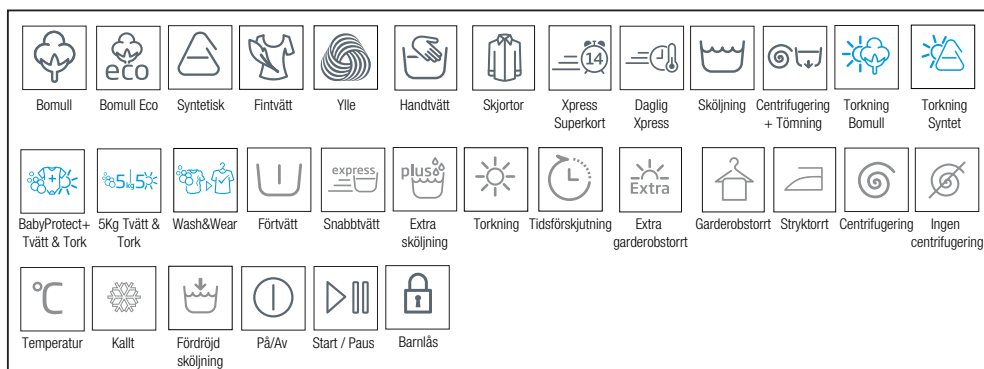 eco
14
Bomull
Bomull Eco
Syntetisk
Fintvätt
Ylle
Handtvätt
Skjortor
Xpress
Superkort
Daglig
Xpress
Sköljning
Centrifugering
+ Tömning
Torkning
Bomull
Torkning
Syntet
5kg 5
express
plus
Extra
BabyProtect+
Tvätt & Tork
5Kg Tvätt &
Tork
Wash&Wear
Förtvätt
Snabbtvätt
Extra
sköljning
Torkning
Tidsförskjutning
Extra
garderobstorrt
Garderobstorrt
Stryktorrt
Centrifugering
Ingen
centrifugering
°C
Temperatur
Kallt
Fördröjd
sköljning
På/Av
Start / Paus
Barnlås